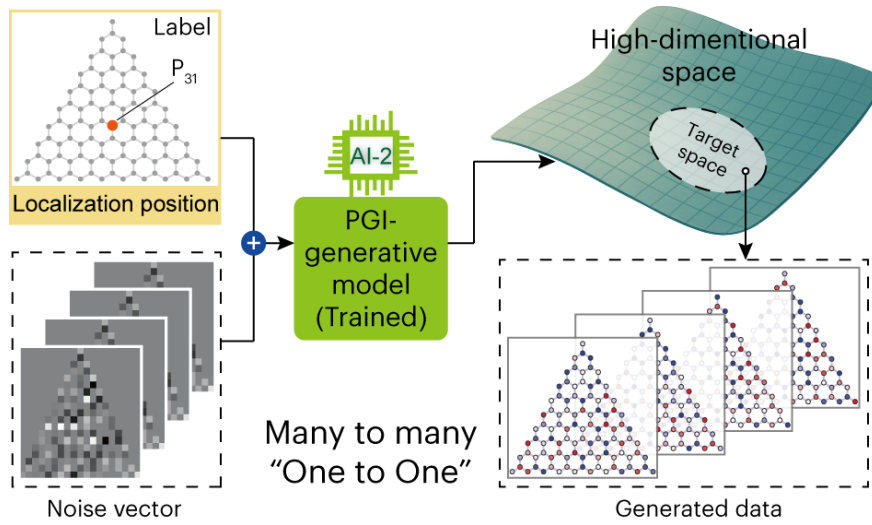 Label
P31
Localization position
Noise vector
AI-2
PGI-
generative
model
(Trained)
Many to many
“One to One”
High-dimentional
space
Target
space
Generated data